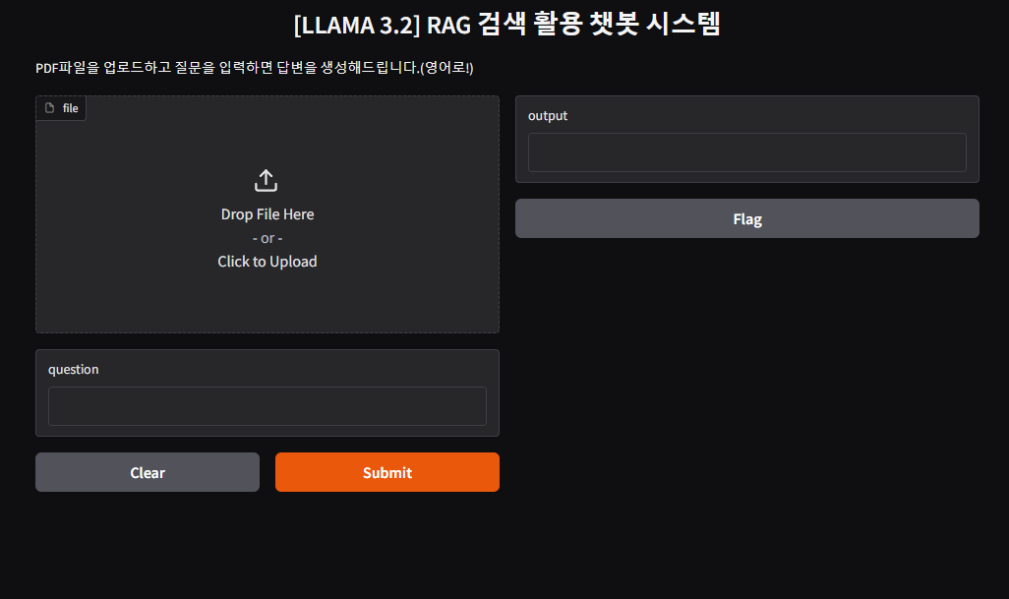 [LLAMA 3.2] RAG 검색 활용 챗봇 시스템
PDF파일을 업로드하고 질문을 입력하면 답변을 생성해드립니다.(영어로!)
file
Drop File Here
- or -
Click to Upload
question
Clear
Submit
output
Flag